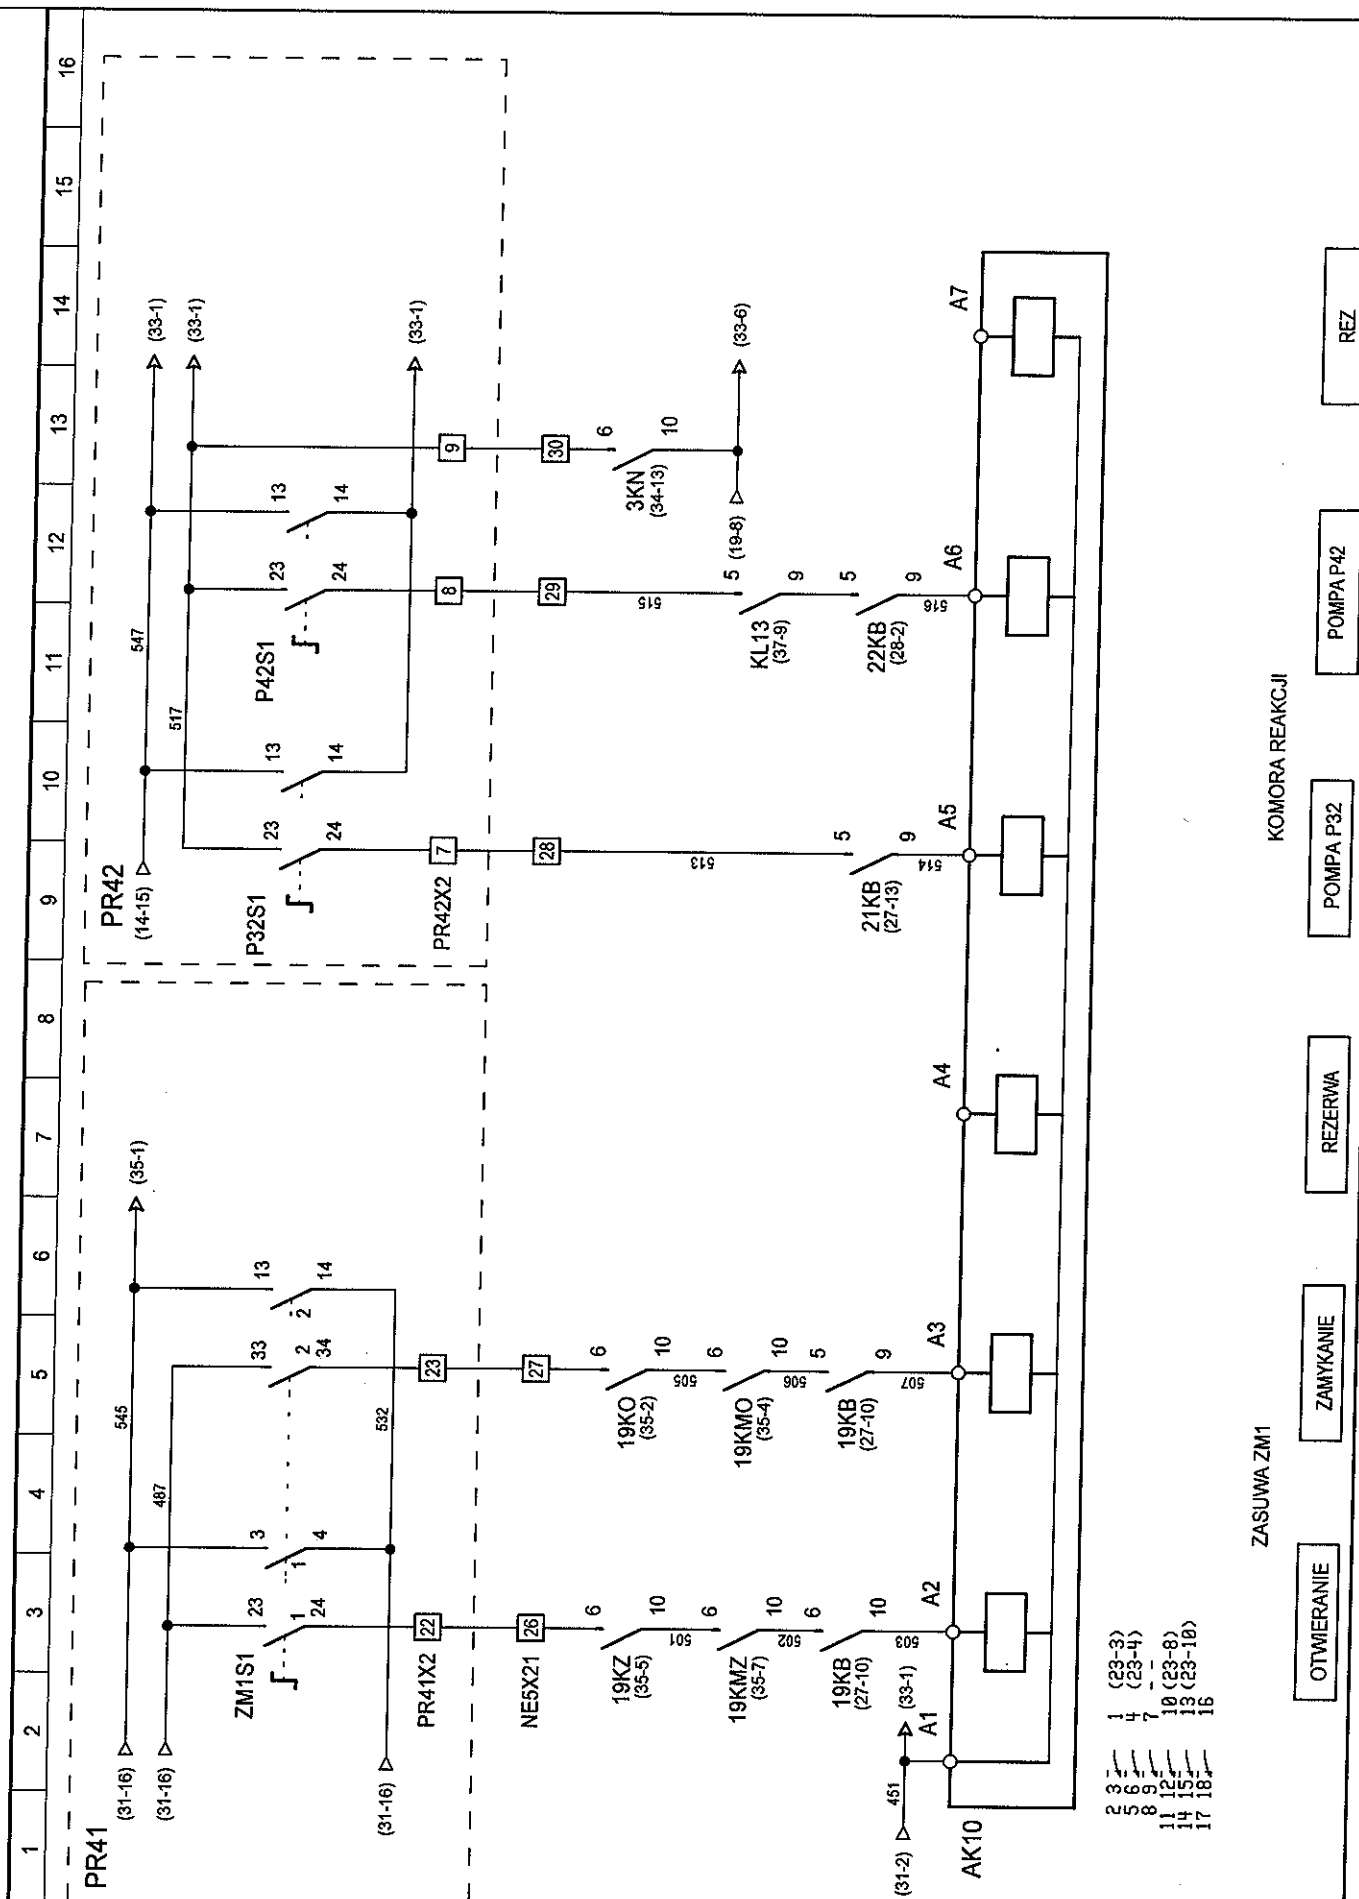 1 2 3 4 5 6 7 8 9 10 11 12 13 14 15 16
PR41
PR42
(31-16)
545
(35-1)
(31-16)
487
(14-15)
547
(33-1)
517
(33-1)
ZM1S1
23
1
24
3
1
4
33
2
34
13
2
14
P32S1
23
24
13
14
P42S1
23
24
13
14
(31-16)
532
(33-1)
PR41X2
22
23
PR42X2
7
8
9
NE5X21
26
27
28
29
30
19KZ
(35-5)
6
10
501
19KO
(35-2)
6
10
505
513
515
3KN
(34-13)
6
10
19KMZ
(35-7)
6
10
502
19KMO
(35-4)
6
10
506
KL13
(37-9)
5
9
(19-8)
(33-6)
19KB
(27-10)
6
10
503
19KB
(27-10)
5
9
507
21KB
(27-13)
5
9
514
22KB
(28-2)
5
9
516
(31-2)
451
(33-1)
AK10
A1
A2
A3
A4
A5
A6
A7
2 3 1 (23-3)
5 6 4 (23-4)
8 9 7 - -
11 12 10 (23-8)
14 15 13 (23-10)
17 18 16
ZASUWA ZM1
KOMORA REAKCJI
OTWIERANIE
ZAMYKANIE
REZERWA
POMPA P32
POMPA P42
REZ